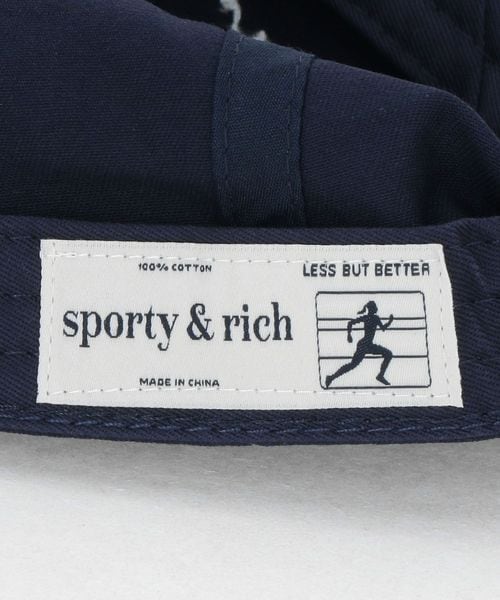 100% COTTON
LESS BUT BETTER
sporty & rich
MADE IN CHINA